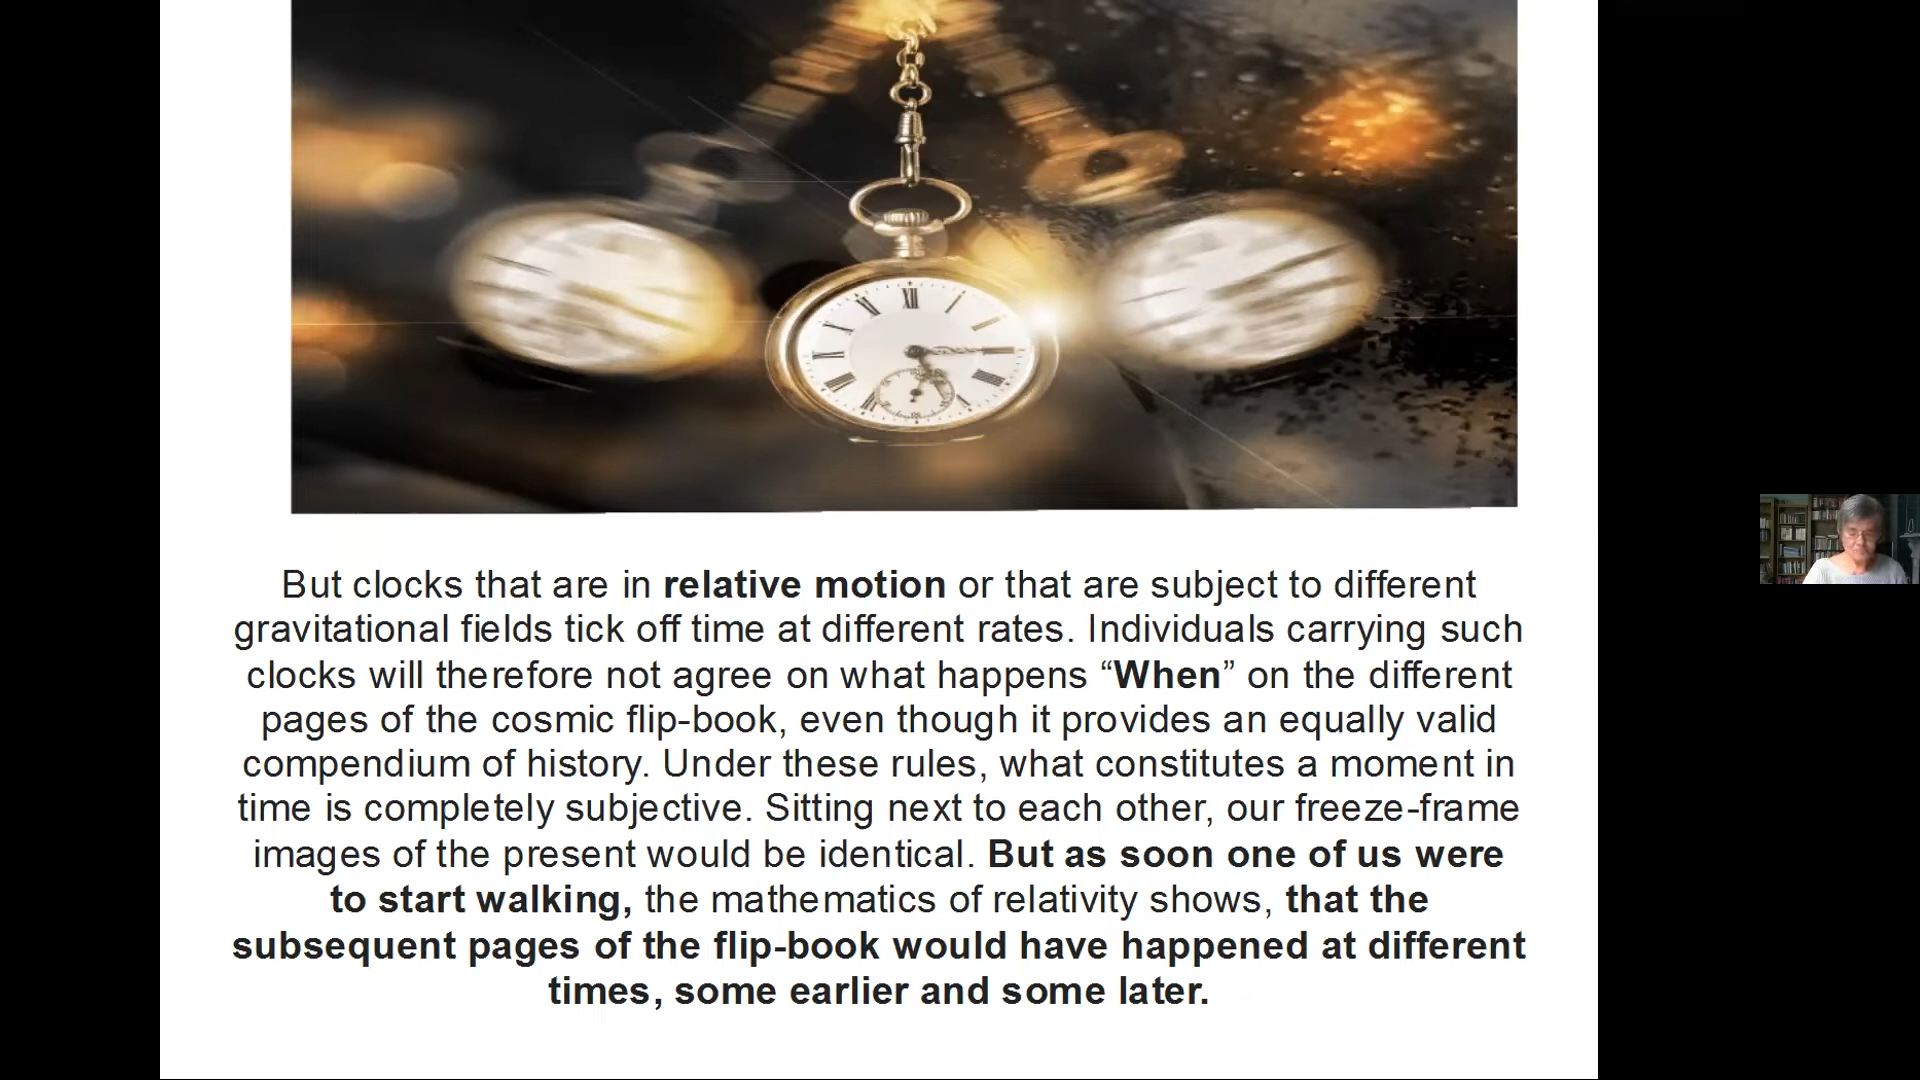 But clocks that are in relative motion or that are subject to different
gravitational fields tick off time at different rates. Individuals carrying such
clocks will therefore not agree on what happens “When” on the different
pages of the cosmic flip-book, even though it provides an equally valid
compendium of history. Under these rules, what constitutes a moment in
time is completely subjective. Sitting next to each other, our freeze-frame
images of the present would be identical. But as soon one of us were
to start walking, the mathematics of relativity shows, that the
subsequent pages of the flip-book would have happened at different
times, some earlier and some later.